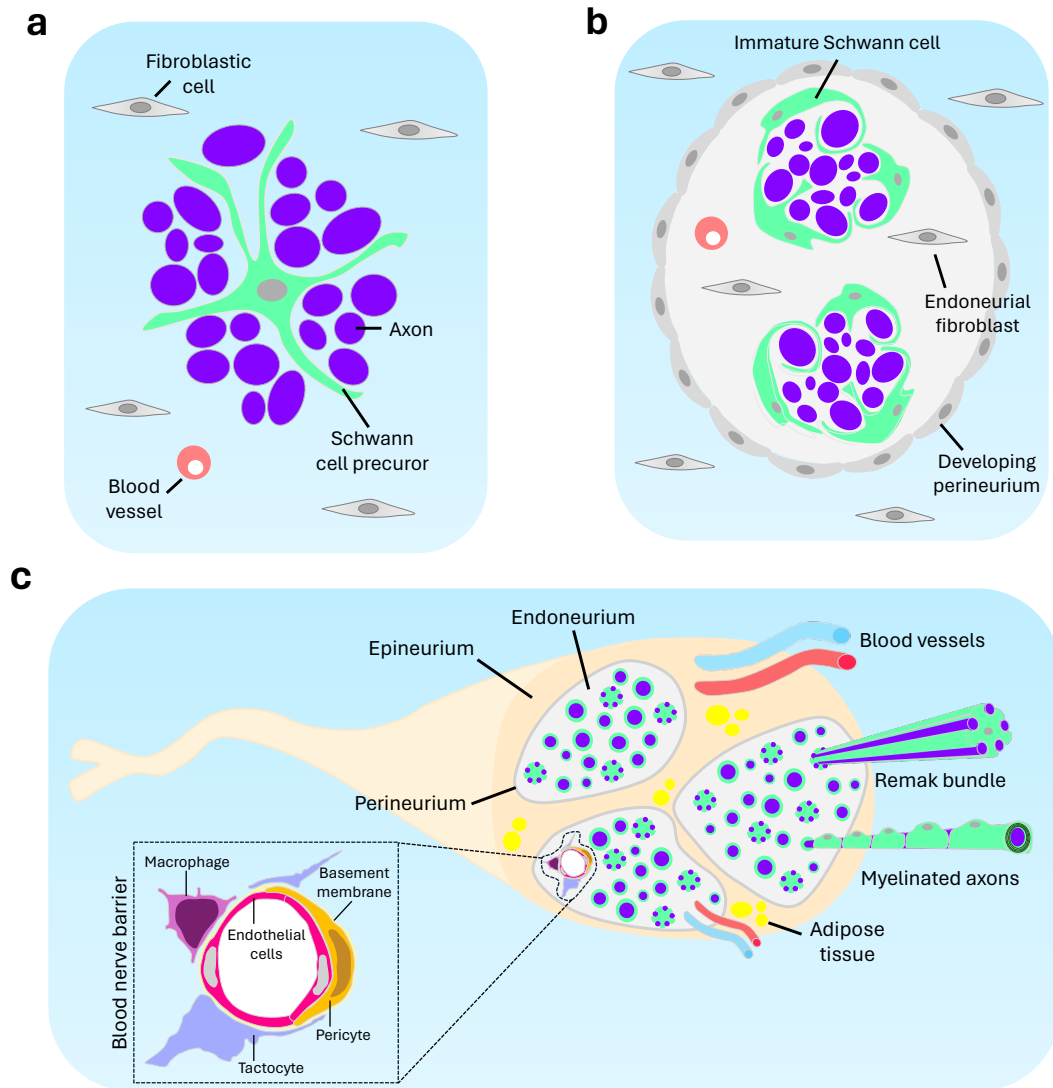 a
Fibroblastic
cell
Axon
Schwann
cell precuror
Blood
vessel
b
Immature Schwann cell
Endoneurial
fibroblast
Developing
perineurium
c
Endoneurium
Epineurium
Blood vessels
Perineurium
Remak bundle
Myelinated axons
Adipose
tissue
Blood nerve barrier
Macrophage
Basement
membrane
Endothelial
cells
Pericyte
Tactocyte